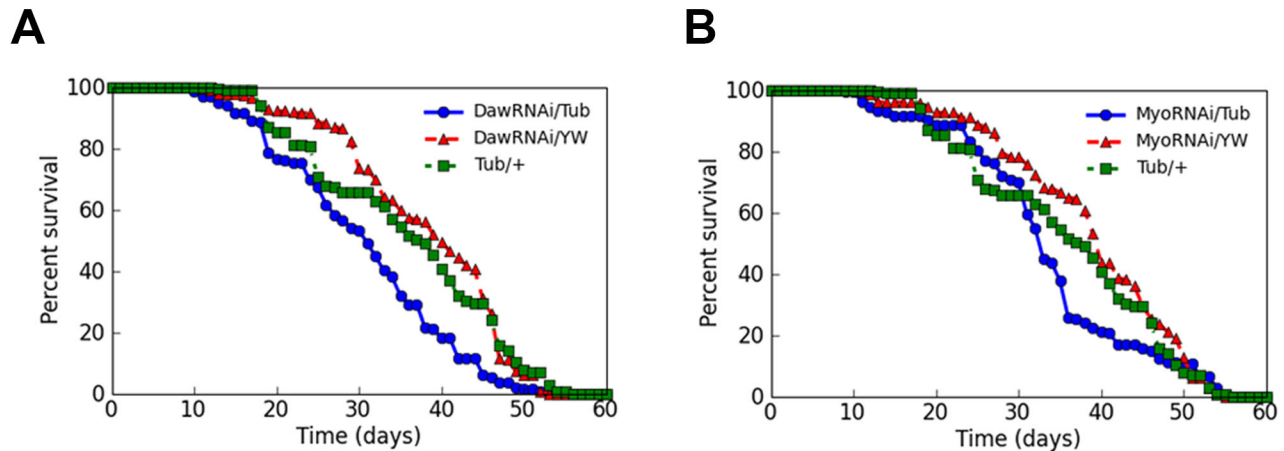 A
B
100
80
60
40
20
0
Percent survival
DawRNAi/Tub
DawRNAi/YW
Tub/+
0 10 20 30 40 50 60
Time (days)
100
80
60
40
20
0
Percent survival
MyoRNAi/Tub
MyoRNAi/YW
Tub/+
0 10 20 30 40 50 60
Time (days)